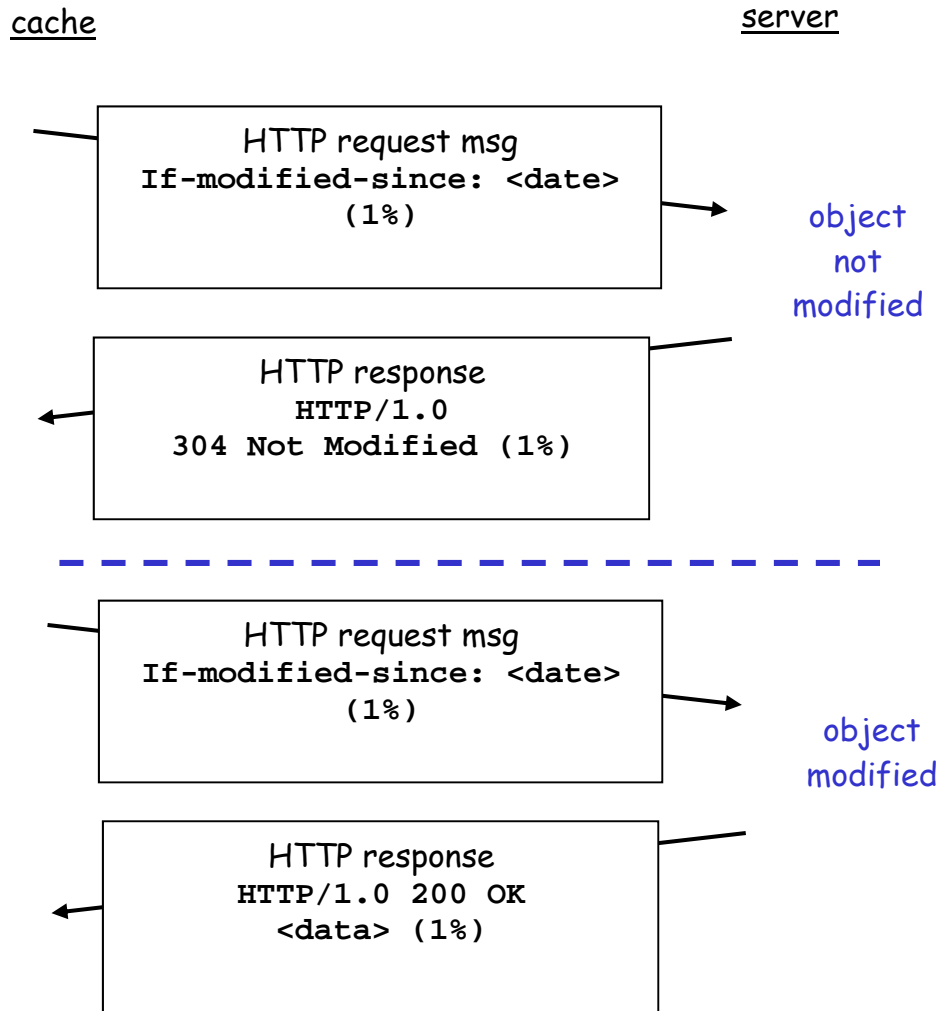 cache
server
HTTP request msg
If-modified-since: <date>
(1%)
object
not
modified
HTTP response
HTTP/1.0
304 Not Modified (1%)
HTTP request msg
If-modified-since: <date>
(1%)
object
modified
HTTP response
HTTP/1.0 200 OK
<data> (1%)